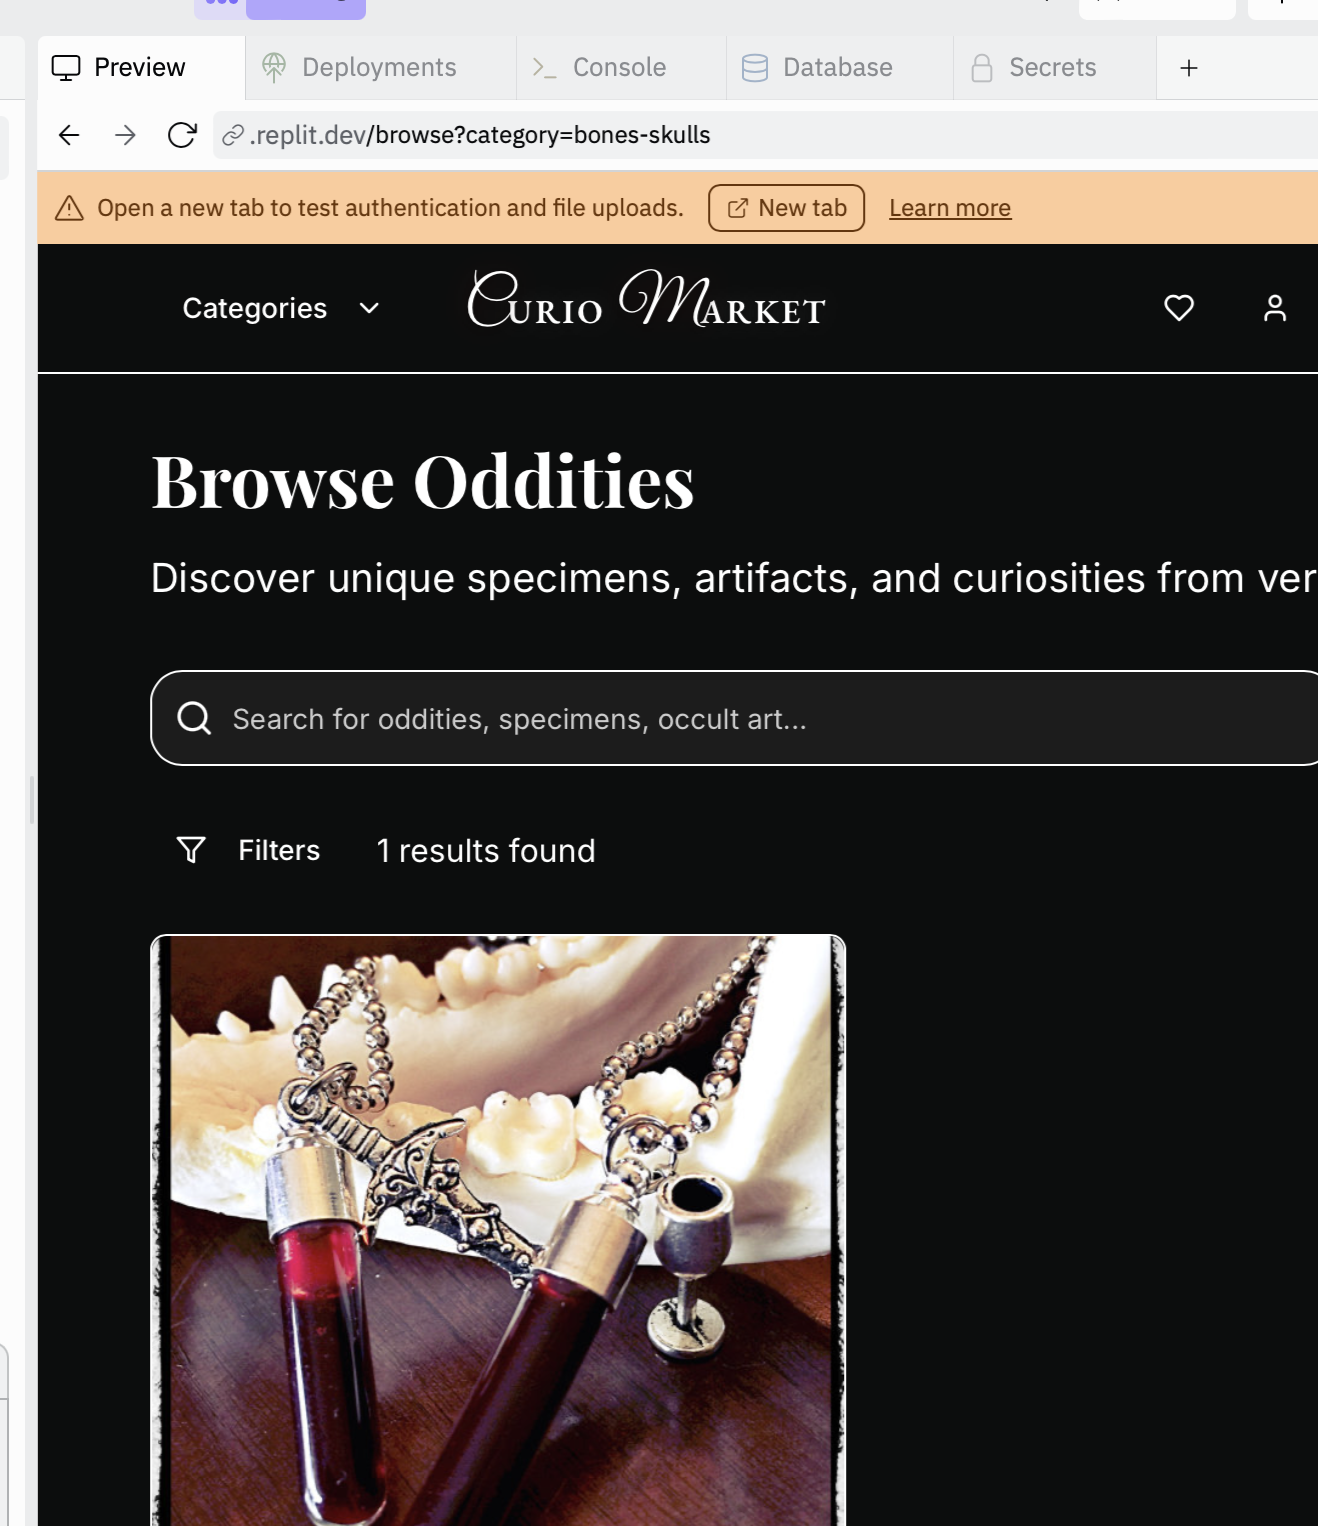 Preview
Deployments
Console
Database
Secrets
.replit.dev/browse?category=bones-skulls
Open a new tab to test authentication and file uploads.
New tab
Learn more
Categories
Curio Market
Browse Oddities
Discover unique specimens, artifacts, and curiosities from ver
Search for oddities, specimens, occult art...
Filters
1 results found